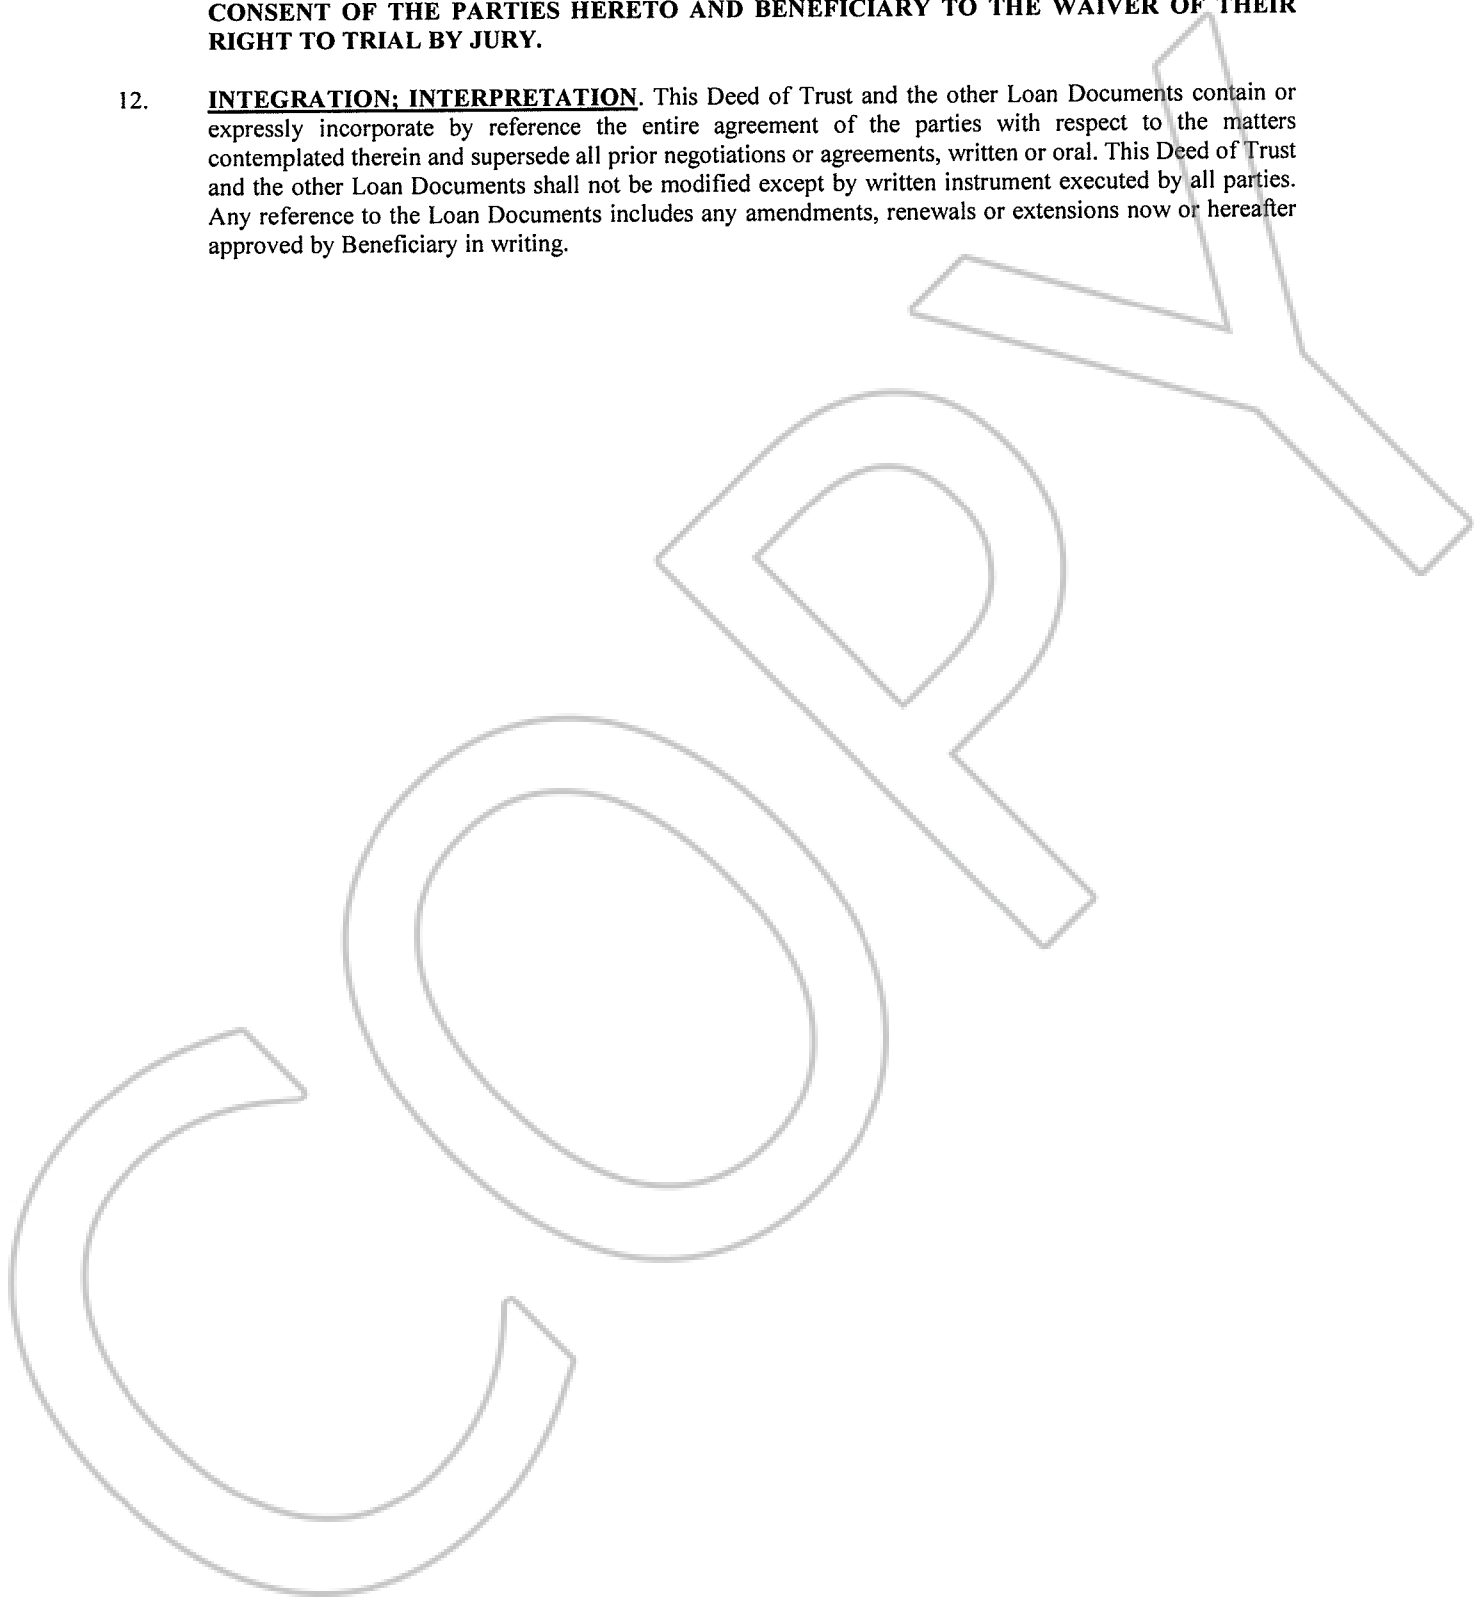 CONSENT OF THE PARTIES HERETO AND BENEFICIARY TO THE WAIVER OF THEIR
RIGHT TO TRIAL BY JURY.
12. INTEGRATION; INTERPRETATION. This Deed of Trust and the other Loan Documents contain or
expressly incorporate by reference the entire agreement of the parties with respect to the matters
contemplated therein and supersede all prior negotiations or agreements, written or oral. This Deed of Trust
and the other Loan Documents shall not be modified except by written instrument executed by all parties.
Any reference to the Loan Documents includes any amendments, renewals or extensions now or hereafter
approved by Beneficiary in writing.
COPY